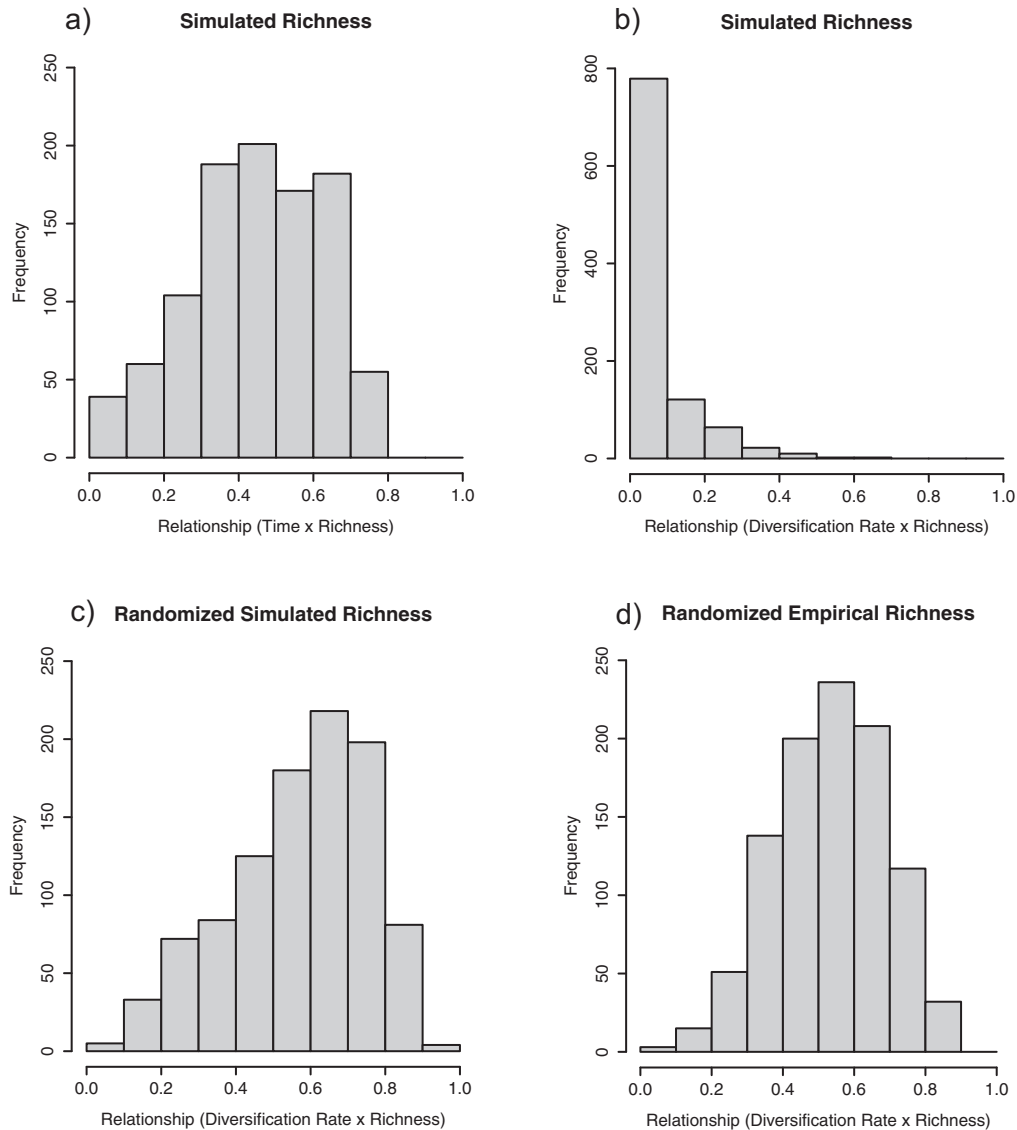 a)
Simulated Richness
250
200
150
100
50
0
Frequency
0.0 0.2 0.4 0.6 0.8 1.0
Relationship (Time x Richness)
b)
Simulated Richness
800
600
400
200
0
Frequency
0.0 0.2 0.4 0.6 0.8 1.0
Relationship (Diversification Rate x Richness)
c)
Randomized Simulated Richness
250
200
150
100
50
0
Frequency
0.0 0.2 0.4 0.6 0.8 1.0
Relationship (Diversification Rate x Richness)
d)
Randomized Empirical Richness
250
200
150
100
50
0
Frequency
0.0 0.2 0.4 0.6 0.8 1.0
Relationship (Diversification Rate x Richness)